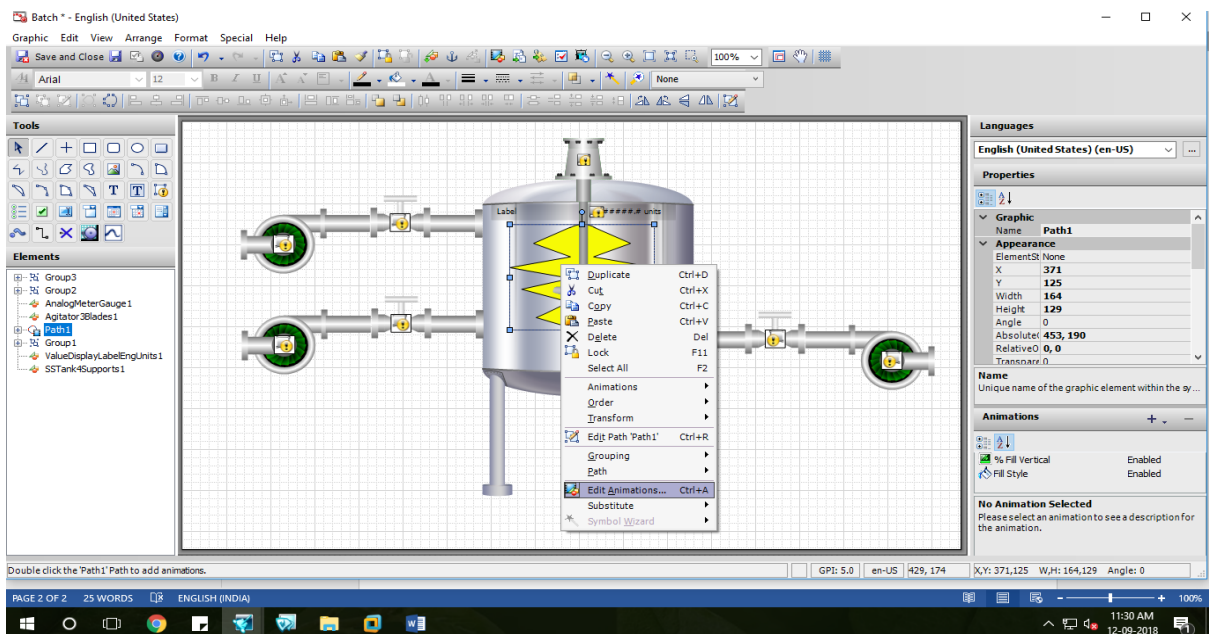 Batch * - English (United States)
Graphic Edit View Arrange Format Special Help
Save and Close 100%
Arial 12 B I U A None
Tools
T T
Elements
Group3
Group2
AnalogMeterGauge1
Agitator3Blades1
Path1
Group1
ValueDisplayLabelEngUnits1
SSTank4Supports1
Label #####.# units
Duplicate Ctrl+D
Cut Ctrl+X
Copy Ctrl+C
Paste Ctrl+V
Delete Del
Lock F11
Select All F2
Animations
Order
Transform
Edit Path 'Path1' Ctrl+R
Grouping
Path
Edit Animations... Ctrl+A
Substitute
Symbol Wizard
Languages
English (United States) (en-US) ...
Properties
Graphic
Name Path1
Appearance
ElementSt None
X 371
Y 125
Width 164
Height 129
Angle 0
Absolute 453, 190
RelativeO 0, 0
Transpare 0
Name
Unique name of the graphic element within the sy...
Animations + -
% Fill Vertical Enabled
Fill Style Enabled
No Animation Selected
Please select an animation to see a description for
the animation.
Double click the 'Path1' Path to add animations. GPI: 5.0 en-US 429, 174 X,Y: 371,125 W,H: 164,129 Angle: 0
PAGE 2 OF 2 25 WORDS ENGLISH (INDIA) - + 100%
11:30 AM
12-09-2018